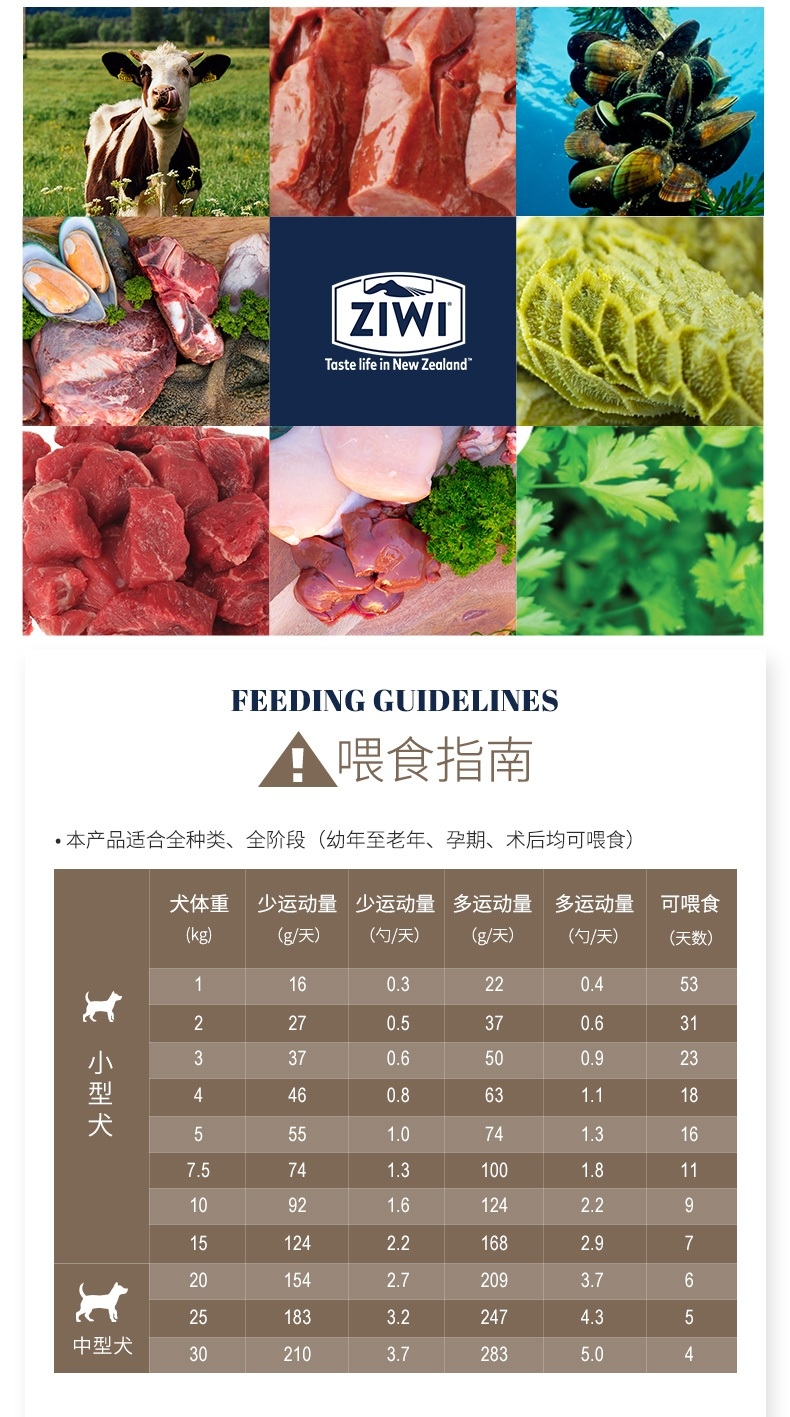 ZIWI®
Taste life in New Zealand™
FEEDING GUIDELINES
喂食指南
• 本产品适合全种类、全阶段（幼年至老年、孕期、术后均可喂食）
犬体重 少运动量 少运动量 多运动量 多运动量 可喂食
(kg) （g/天） （勺/天） （g/天） （勺/天） （天数）
小型犬
1 16 0.3 22 0.4 53
2 27 0.5 37 0.6 31
3 37 0.6 50 0.9 23
4 46 0.8 63 1.1 18
5 55 1.0 74 1.3 16
7.5 74 1.3 100 1.8 11
10 92 1.6 124 2.2 9
15 124 2.2 168 2.9 7
中型犬
20 154 2.7 209 3.7 6
25 183 3.2 247 4.3 5
30 210 3.7 283 5.0 4